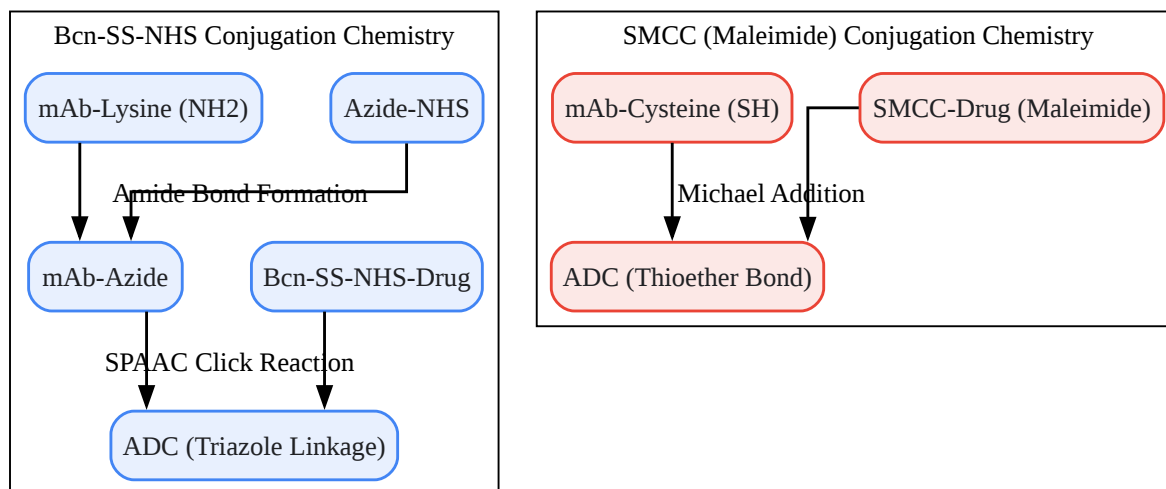 Bcn-SS-NHS Conjugation Chemistry
mAb-Lysine (NH2)
Azide-NHS
Amide Bond Formation
mAb-Azide
Bcn-SS-NHS-Drug
SPAAC Click Reaction
ADC (Triazole Linkage)
SMCC (Maleimide) Conjugation Chemistry
mAb-Cysteine (SH)
SMCC-Drug (Maleimide)
Michael Addition
ADC (Thioether Bond)